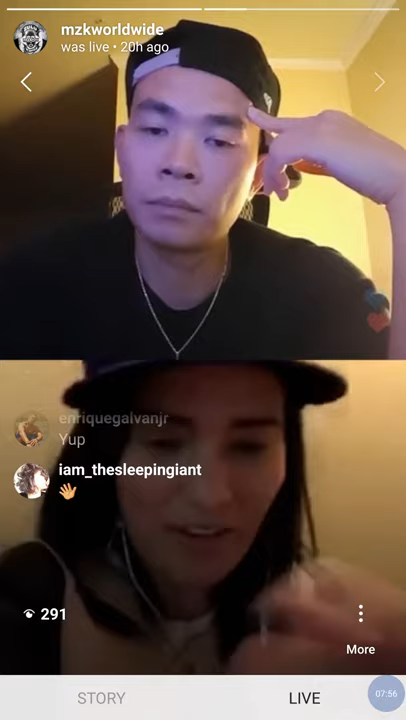 mzkworldwide
was live • 20h ago
enriquegalvanjr
Yup
iam_thesleepingiant
👋
291
More
STORY
LIVE
07:56